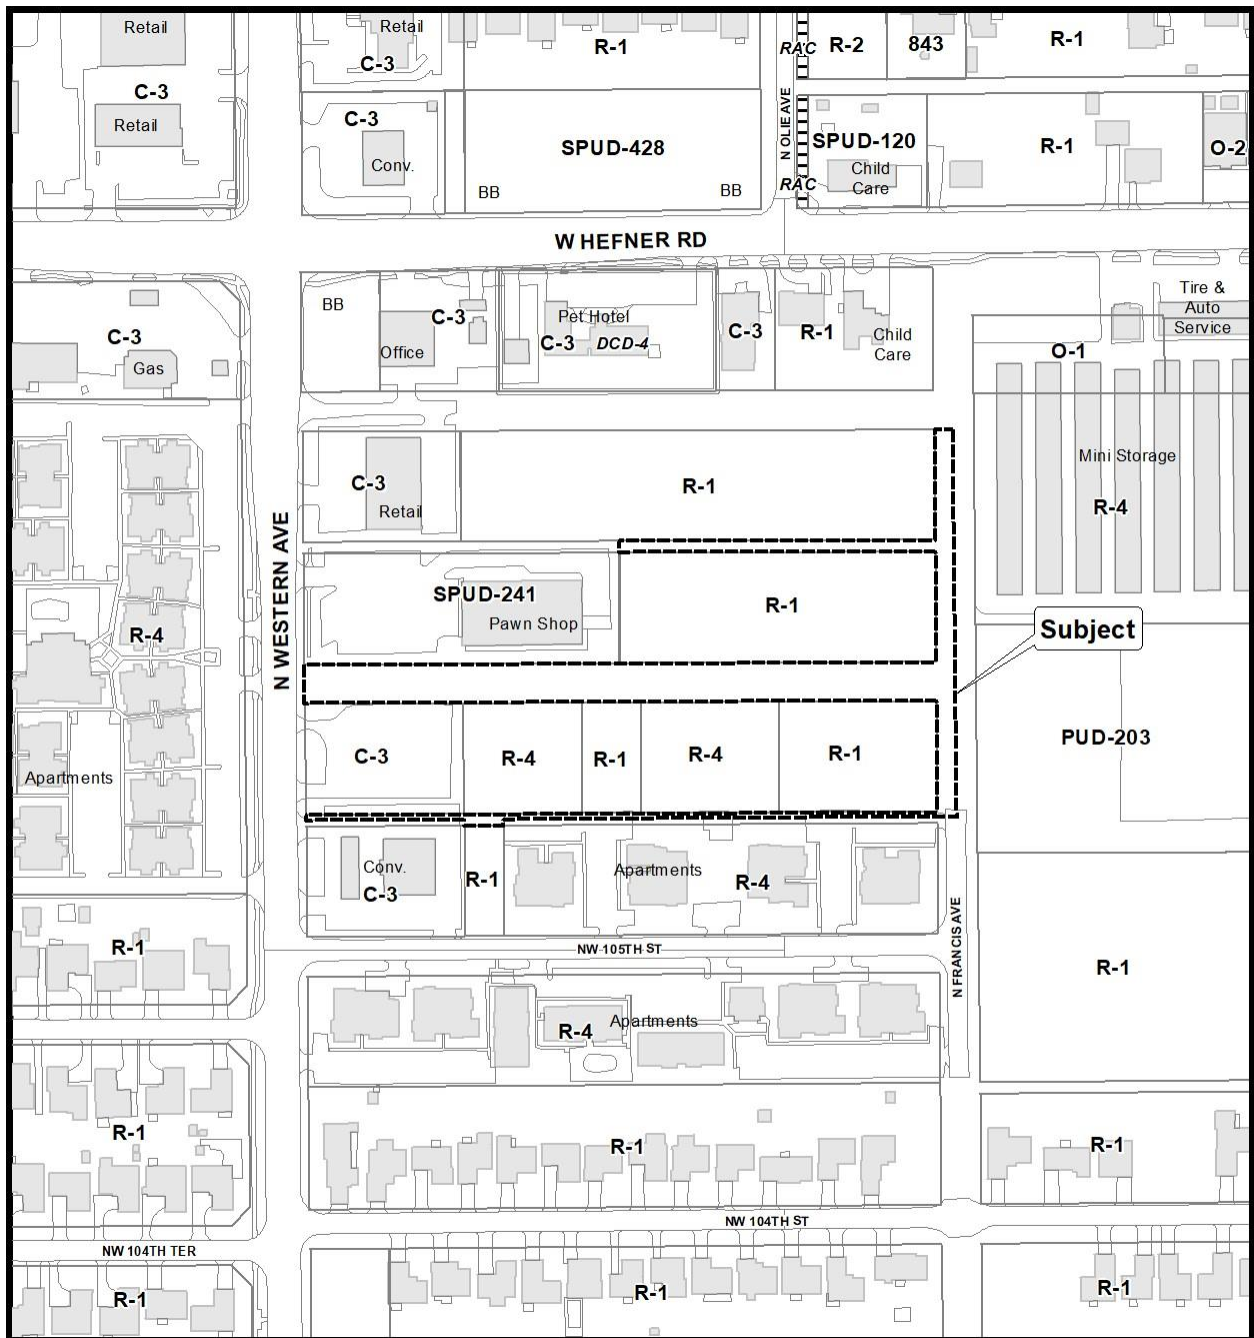 Retail
Retail
R-1
RAC
R-2
843
R-1
C-3
C-3
Retail
C-3
Conv.
SPUD-428
BB
BB
N OLIE AVE
SPUD-120
Child
Care
RAC
R-1
O-2
W HEFNER RD
BB
C-3
Office
Pet Hotel
C-3
DCD-4
C-3
R-1
Child
Care
Tire &
Auto
Service
C-3
Gas
O-1
Mini Storage
R-4
C-3
Retail
R-1
N WESTERN AVE
SPUD-241
Pawn Shop
R-1
Subject
R-4
Apartments
C-3
R-4
R-1
R-4
R-1
PUD-203
Conv.
C-3
R-1
Apartments
R-4
R-1
NW 105TH ST
N FRANCIS AVE
R-1
R-4
Apartments
R-1
R-1
R-1
NW 104TH ST
NW 104TH TER
R-1
R-1
R-1